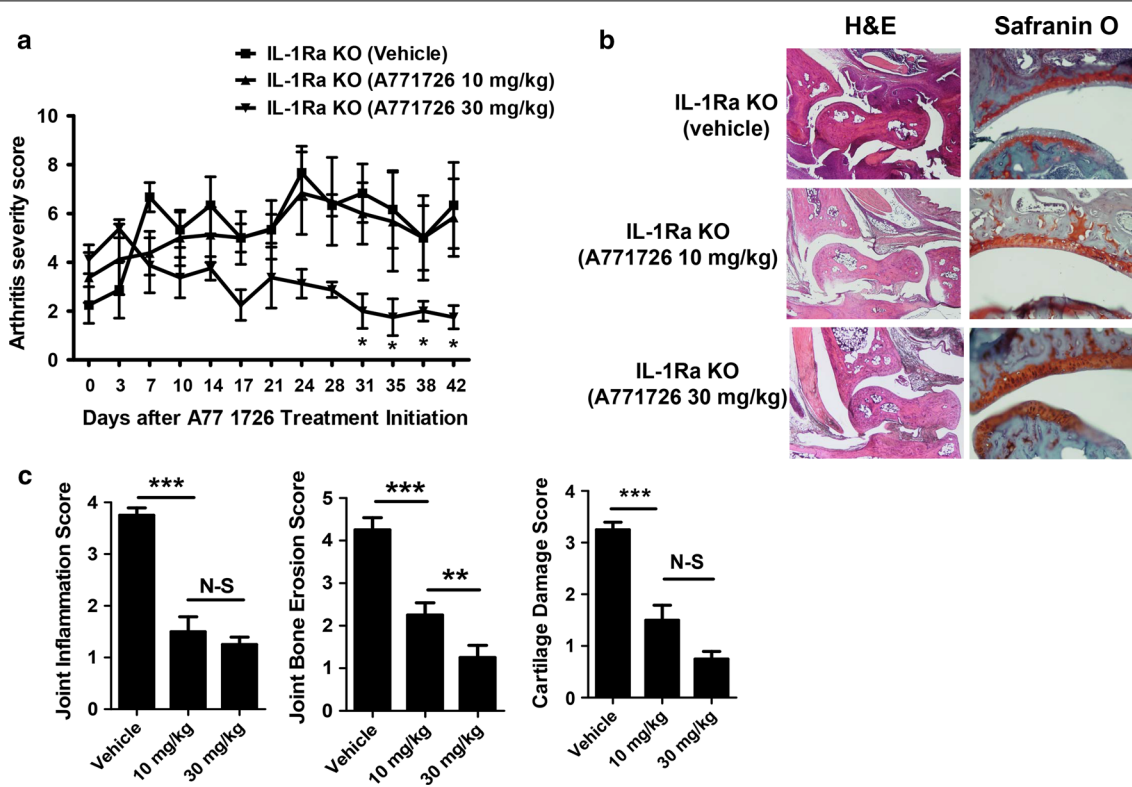 a
IL-1Ra KO (Vehicle)
IL-1Ra KO (A771726 10 mg/kg)
IL-1Ra KO (A771726 30 mg/kg)
Arthritis severity score
10
8
6
4
2
0
* * * *
0 3 7 10 14 17 21 24 28 31 35 38 42
Days after A77 1726 Treatment Initiation
b
H&E Safranin O
IL-1Ra KO
(vehicle)
IL-1Ra KO
(A771726 10 mg/kg)
IL-1Ra KO
(A771726 30 mg/kg)
c
Joint Inflammation Score
4
3
2
1
0
***
N-S
Vehicle
10 mg/kg
30 mg/kg
Joint Bone Erosion Score
5
4
3
2
1
0
***
**
Vehicle
10 mg/kg
30 mg/kg
Cartilage Damage Score
4
3
2
1
0
***
N-S
Vehicle
10 mg/kg
30 mg/kg